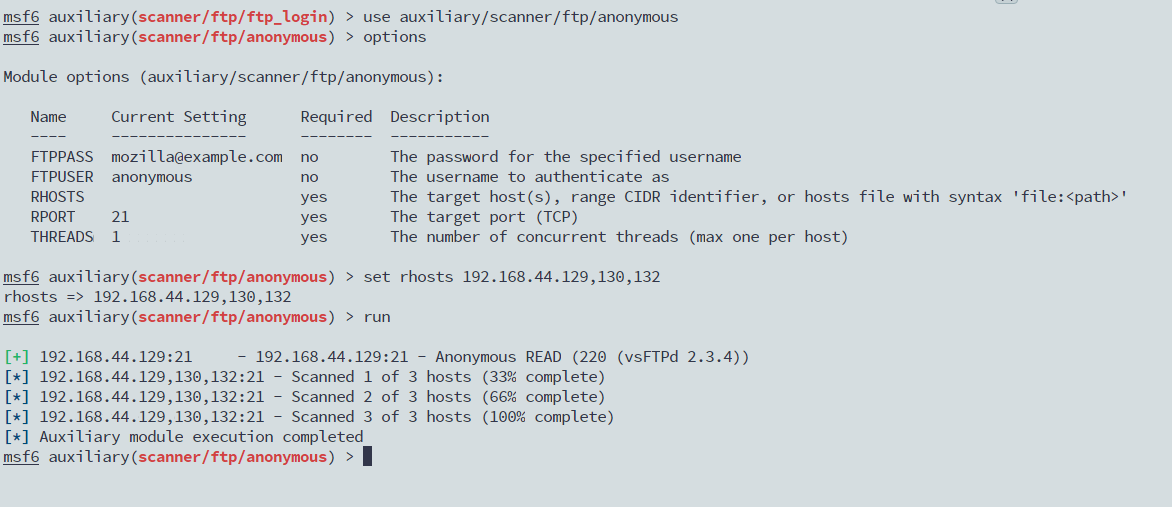 msf6 auxiliary(scanner/ftp/ftp_login) > use auxiliary/scanner/ftp/anonymous
msf6 auxiliary(scanner/ftp/anonymous) > options
Module options (auxiliary/scanner/ftp/anonymous):
Name Current Setting Required Description
---- --------------- -------- -----------
FTPPASS mozilla@example.com no The password for the specified username
FTPUSER anonymous no The username to authenticate as
RHOSTS yes The target host(s), range CIDR identifier, or hosts file with syntax 'file:<path>'
RPORT 21 yes The target port (TCP)
THREADS 1 yes The number of concurrent threads (max one per host)
msf6 auxiliary(scanner/ftp/anonymous) > set rhosts 192.168.44.129,130,132
rhosts => 192.168.44.129,130,132
msf6 auxiliary(scanner/ftp/anonymous) > run
[+] 192.168.44.129:21 - 192.168.44.129:21 - Anonymous READ (220 (vsFTPd 2.3.4))
[*] 192.168.44.129,130,132:21 - Scanned 1 of 3 hosts (33% complete)
[*] 192.168.44.129,130,132:21 - Scanned 2 of 3 hosts (66% complete)
[*] 192.168.44.129,130,132:21 - Scanned 3 of 3 hosts (100% complete)
[*] Auxiliary module execution completed
msf6 auxiliary(scanner/ftp/anonymous) >